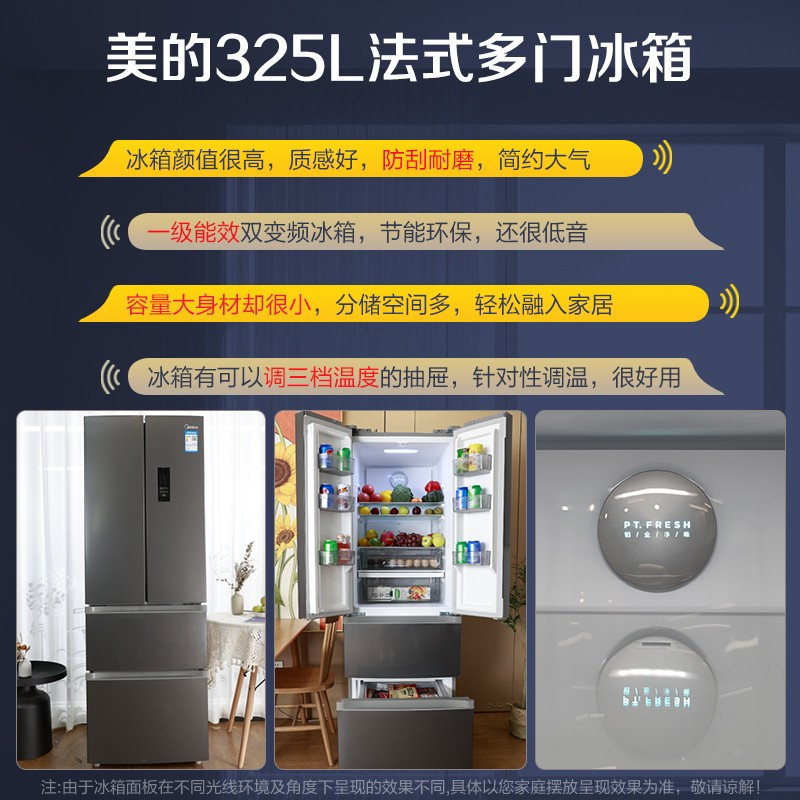 美的325L法式多门冰箱
冰箱颜值很高，质感好，防刮耐磨，简约大气
一级能效双变频冰箱，节能环保，还很低音
容量大身材却很小，分储空间多，轻松融入家居
冰箱有可以调三档温度的抽屉，针对性调温，很好用
Midea
PT.FRESH
铂/金/净/味
注:由于冰箱面板在不同光线环境及角度下呈现的效果不同,具体以您家庭摆放呈现效果为准，敬请谅解！